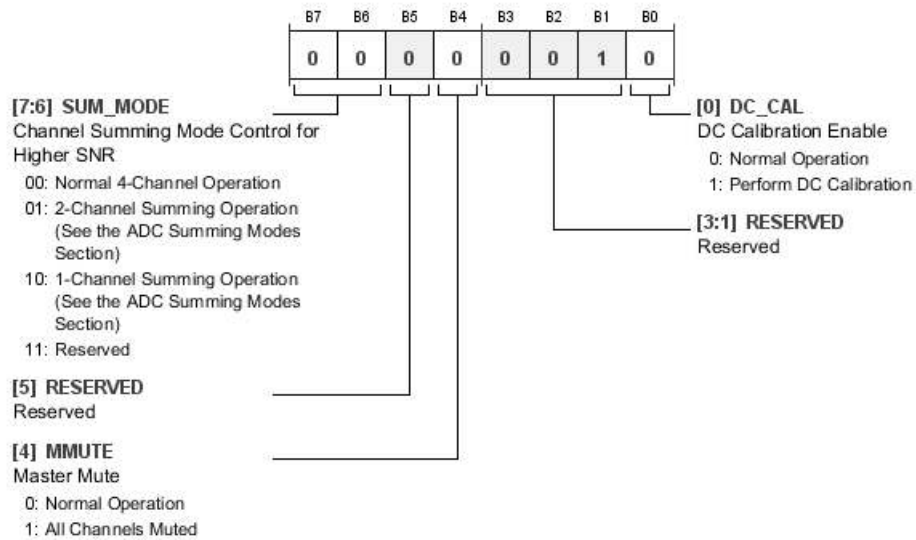 B7 B6 B5 B4 B3 B2 B1 B0
0 0 0 0 0 0 1 0
[7:6] SUM_MODE
Channel Summing Mode Control for
Higher SNR
00: Normal 4-Channel Operation
01: 2-Channel Summing Operation
(See the ADC Summing Modes
Section)
10: 1-Channel Summing Operation
(See the ADC Summing Modes
Section)
11: Reserved
[5] RESERVED
Reserved
[4] MMUTE
Master Mute
0: Normal Operation
1: All Channels Muted
[0] DC_CAL
DC Calibration Enable
0: Normal Operation
1: Perform DC Calibration
[3:1] RESERVED
Reserved